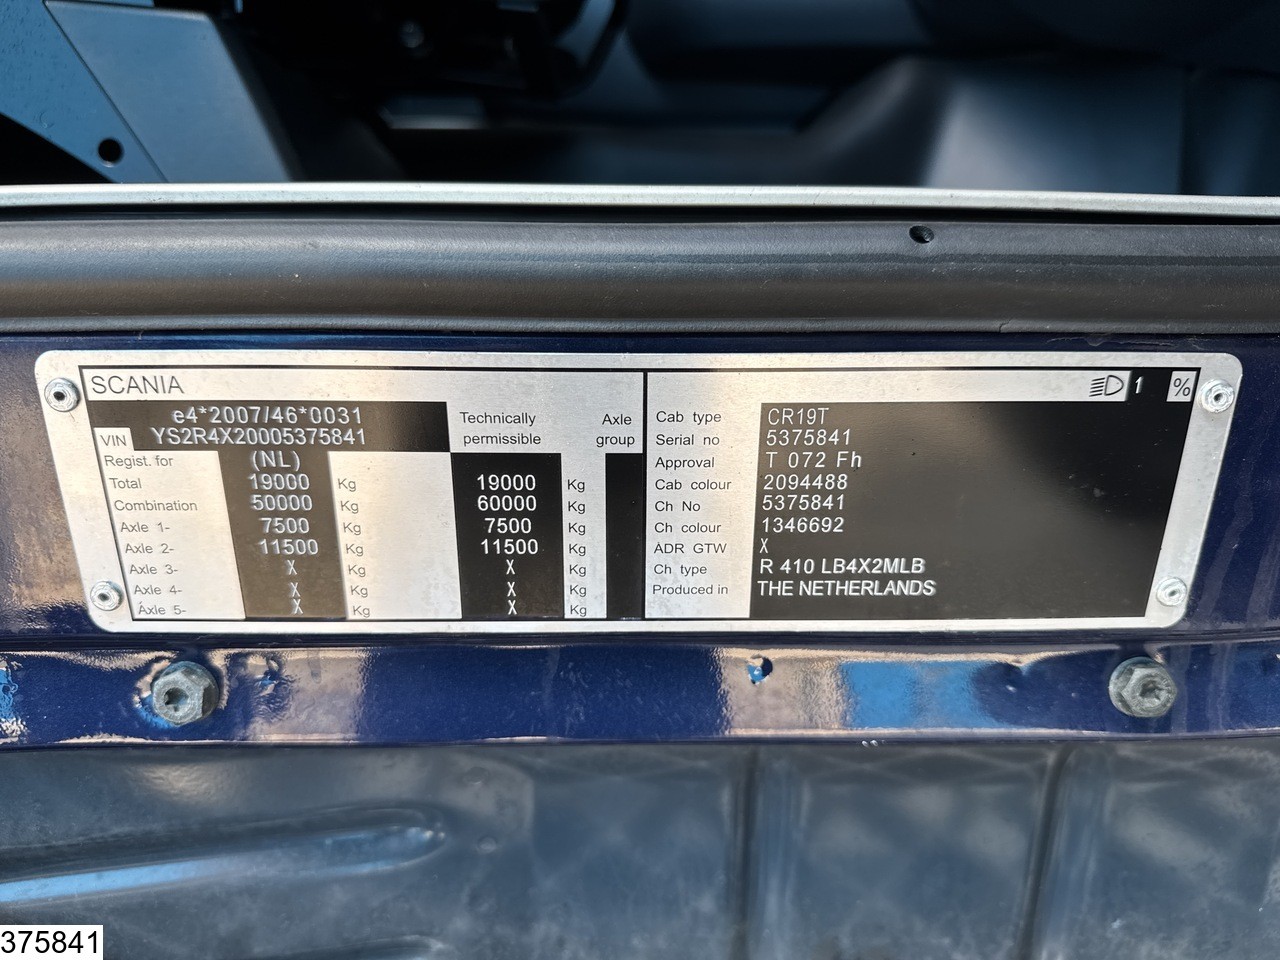 SCANIA
e4*2007/46*0031
VIN YS2R4X20005375841
Technically permissible
Axle group
Regist. for (NL)
Total 19000 Kg 19000 Kg
Combination 50000 Kg 60000 Kg
Axle 1- 7500 Kg 7500 Kg
Axle 2- 11500 Kg 11500 Kg
Axle 3- X Kg X Kg
Axle 4- X Kg X Kg
Axle 5- X Kg X Kg
1 %
Cab type CR19T
Serial no 5375841
Approval T 072 Fh
Cab colour 2094488
Ch No 5375841
Ch colour 1346692
ADR GTW X
Ch type R 410 LB4X2MLB
Produced in THE NETHERLANDS
375841